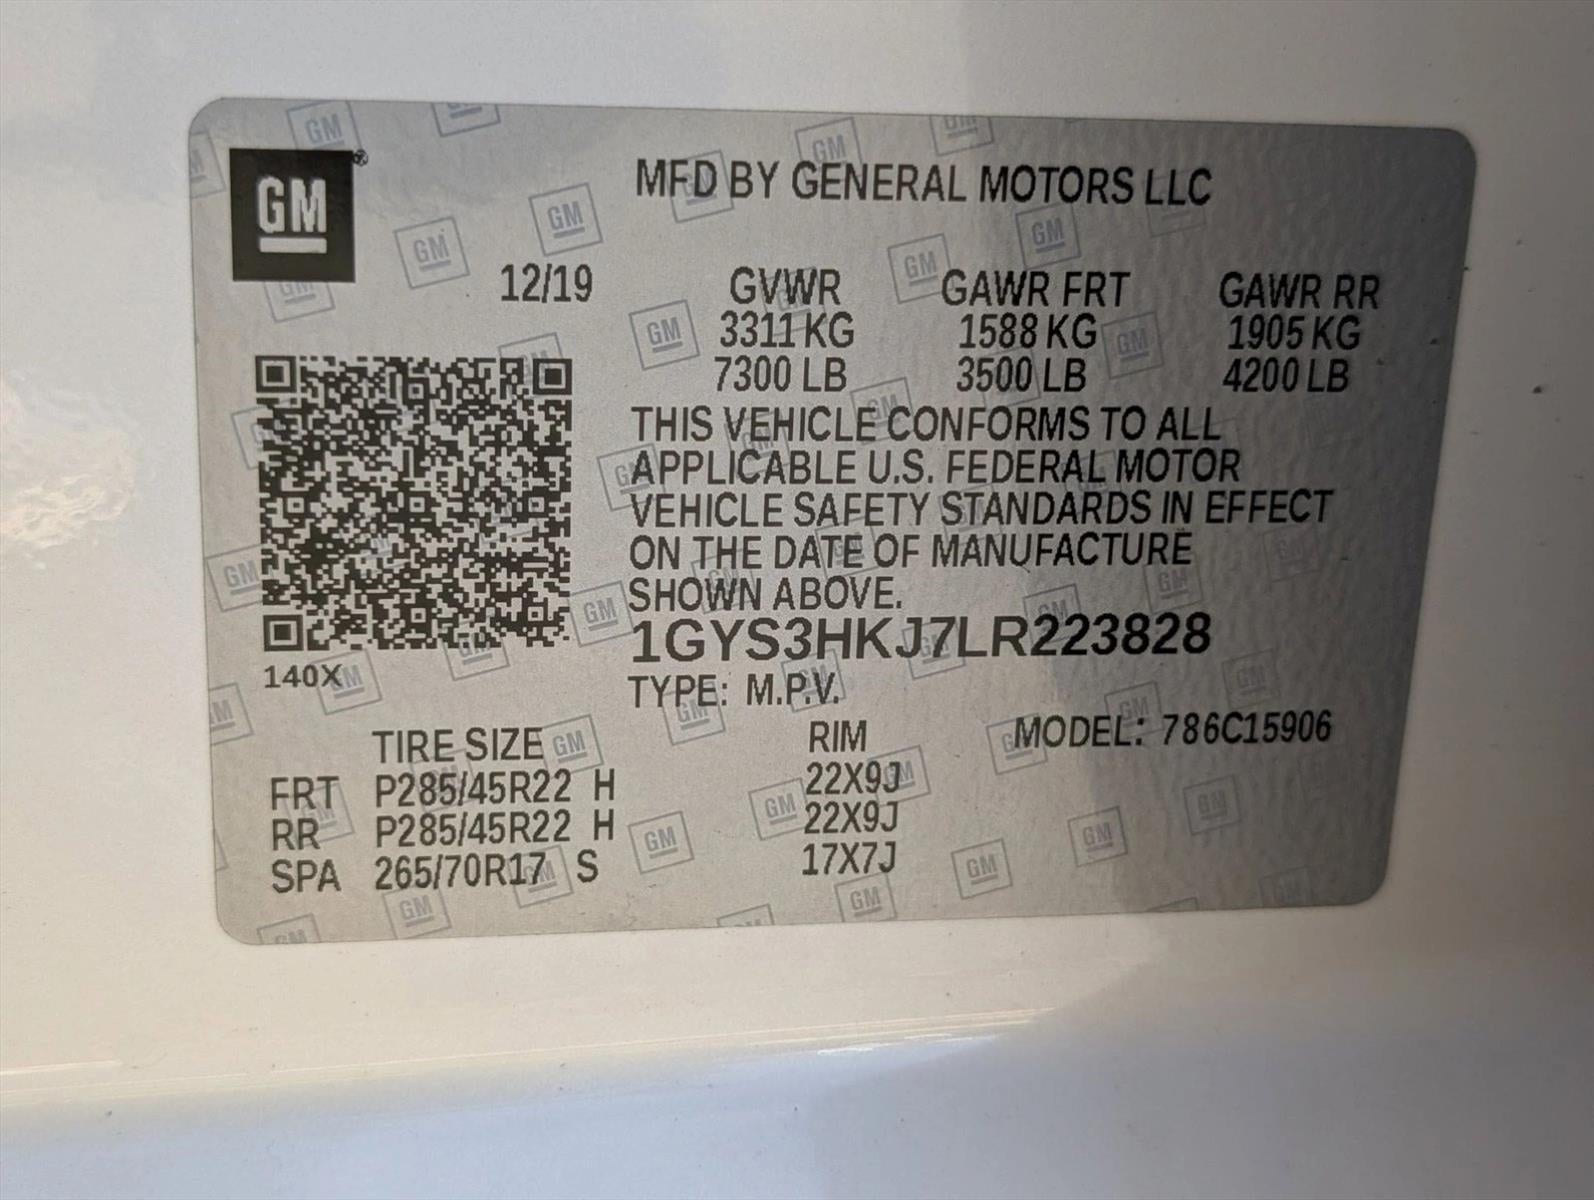 GM
MFD BY GENERAL MOTORS LLC
12/19 GVWR GAWR FRT GAWR RR
3311 KG 1588 KG 1905 KG
7300 LB 3500 LB 4200 LB
THIS VEHICLE CONFORMS TO ALL
APPLICABLE U.S. FEDERAL MOTOR
VEHICLE SAFETY STANDARDS IN EFFECT
ON THE DATE OF MANUFACTURE
SHOWN ABOVE.
1GYS3HKJ7LR223828
140X
TYPE: M.P.V.
TIRE SIZE RIM MODEL: 786C15906
FRT P285/45R22 H 22X9J
RR P285/45R22 H 22X9J
SPA 265/70R17 S 17X7J